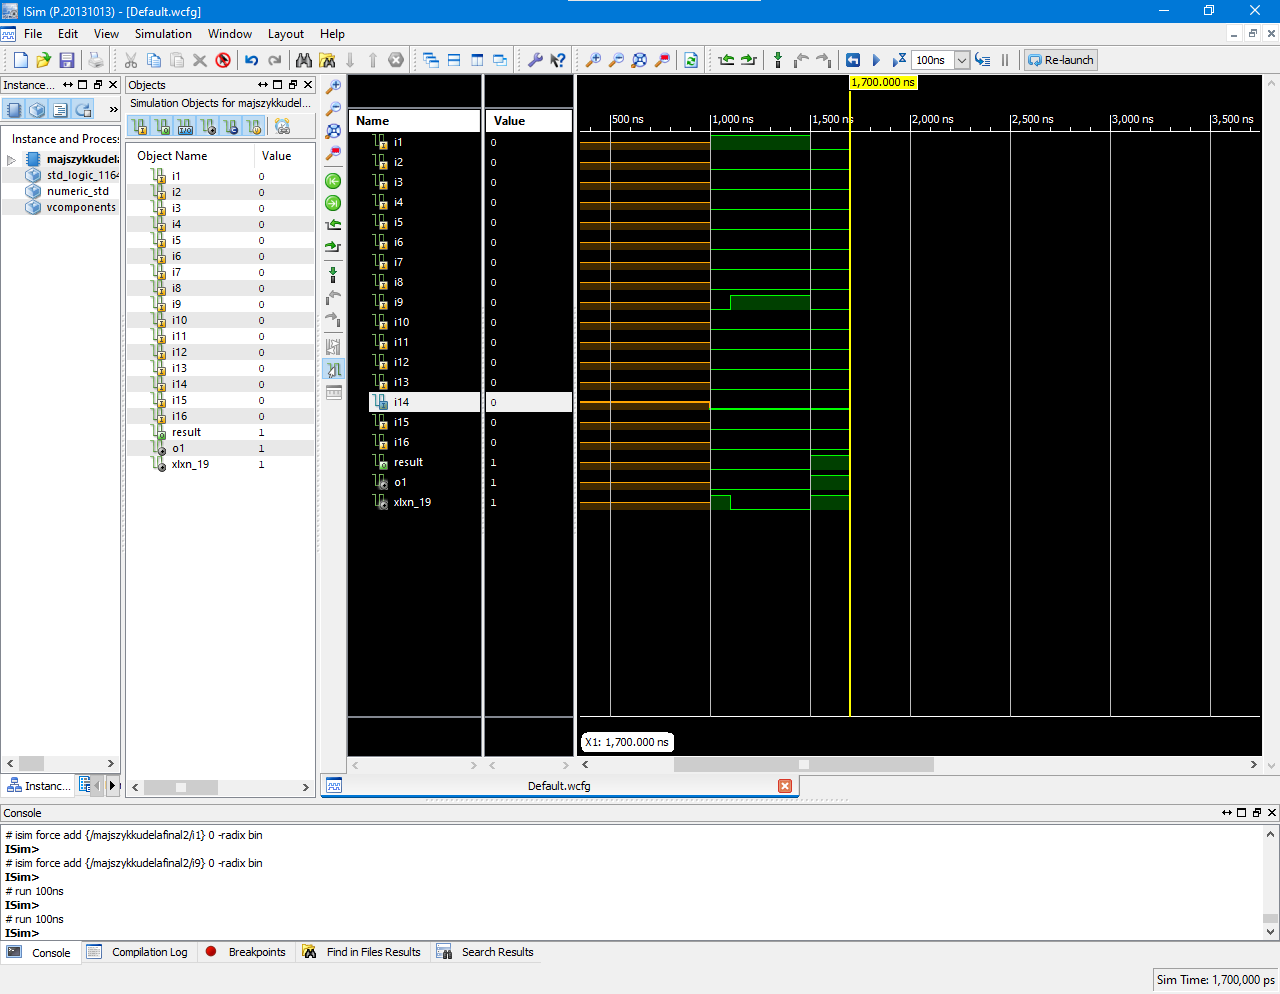 ISim (P.20131013) - [Default.wcfg]
File Edit View Simulation Window Layout Help
100ns Re-launch
Instance... Objects
Simulation Objects for majszykkudel...
Instance and Process
majszykkudela
std_logic_1164
numeric_std
vcomponents
Object Name Value
i1 0
i2 0
i3 0
i4 0
i5 0
i6 0
i7 0
i8 0
i9 0
i10 0
i11 0
i12 0
i13 0
i14 0
i15 0
i16 0
result 1
o1 1
xlxn_19 1
1,700.000 ns
500 ns 1,000 ns 1,500 ns 2,000 ns 2,500 ns 3,000 ns 3,500 ns
Name Value
i1 0
i2 0
i3 0
i4 0
i5 0
i6 0
i7 0
i8 0
i9 0
i10 0
i11 0
i12 0
i13 0
i14 0
i15 0
i16 0
result 1
o1 1
xlxn_19 1
X1: 1,700.000 ns
Instanc...
Default.wcfg
Console
# isim force add {/majszykkudelafinal2/i1} 0 -radix bin
ISim>
# isim force add {/majszykkudelafinal2/i9} 0 -radix bin
ISim>
# run 100ns
ISim>
# run 100ns
ISim>
Console Compilation Log Breakpoints Find in Files Results Search Results
Sim Time: 1,700,000 ps